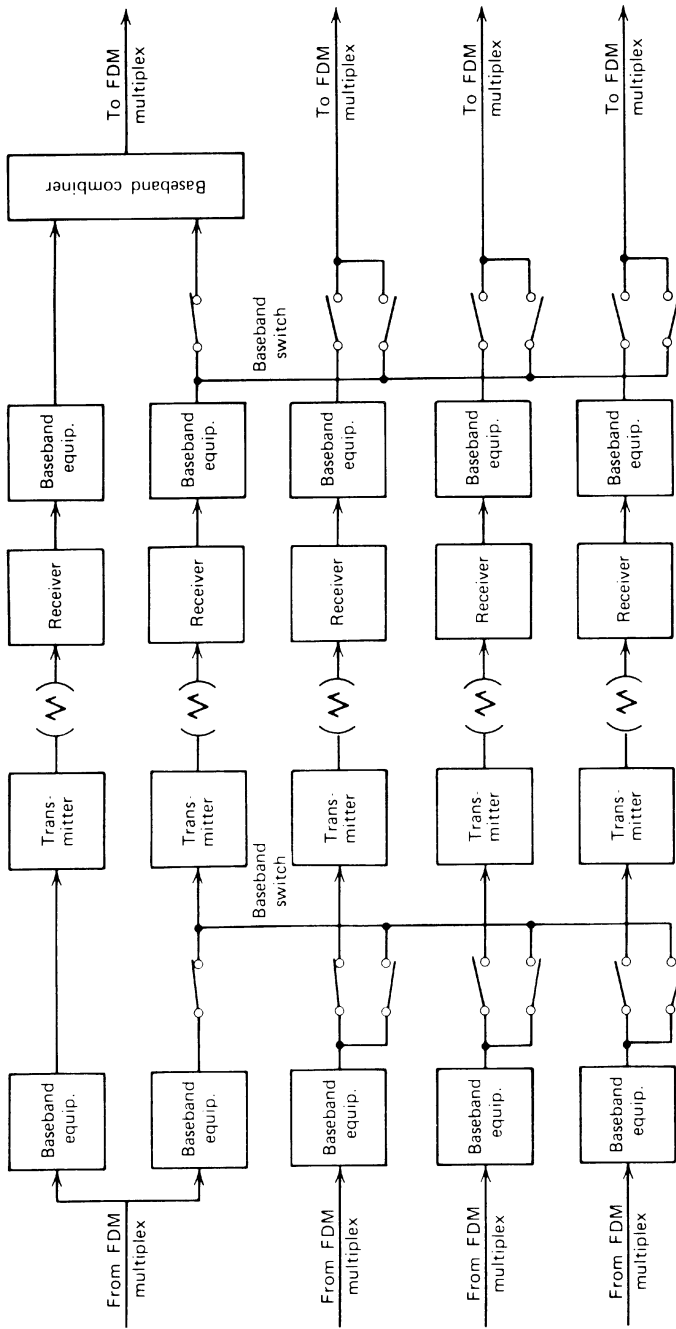 From FDM
multiplex
Baseband
equip.
Trans-
mitter
Receiver
Baseband
equip.
Baseband combiner
To FDM
multiplex
Baseband
equip.
Baseband
switch
Trans-
mitter
Receiver
Baseband
equip.
Baseband
switch
From FDM
multiplex
Baseband
equip.
Trans-
mitter
Receiver
Baseband
equip.
To FDM
multiplex
From FDM
multiplex
Baseband
equip.
Trans-
mitter
Receiver
Baseband
equip.
To FDM
multiplex
From FDM
multiplex
Baseband
equip.
Trans-
mitter
Receiver
Baseband
equip.
To FDM
multiplex